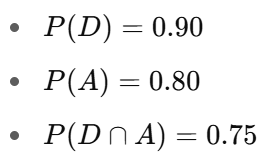 • P(D) = 0.90
• P(A) = 0.80
• P(D ∩ A) = 0.75